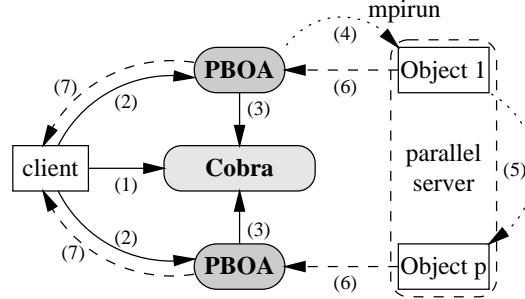 mpirun
(4)
(7)
PBOA
Object 1
(2)
(6)
(3)
client
(1)
Cobra
parallel
server
(5)
(3)
(2)
(7)
PBOA
(6)
Object p